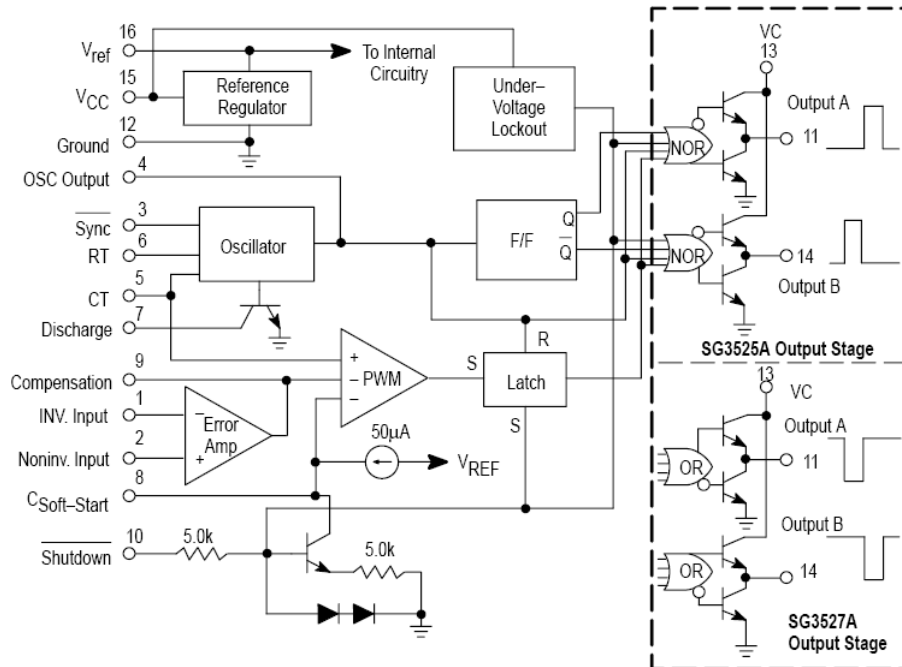 16
Vref
To Internal
Circuitry
15
VCC
Reference
Regulator
Under–
Voltage
Lockout
12
Ground
4
OSC Output
3
Sync
6
RT
Oscillator
5
CT
7
Discharge
F/F
Q
Q
9
Compensation
+
–
–
PWM
S
R
Latch
S
1
INV. Input
–
Error
Amp
2
Noninv. Input
+
50µA
VREF
8
CSoft–Start
10
Shutdown
5.0k
5.0k
VC
13
Output A
NOR
11
NOR
14
Output B
SG3525A Output Stage
13
VC
Output A
OR
11
Output B
OR
14
SG3527A
Output Stage